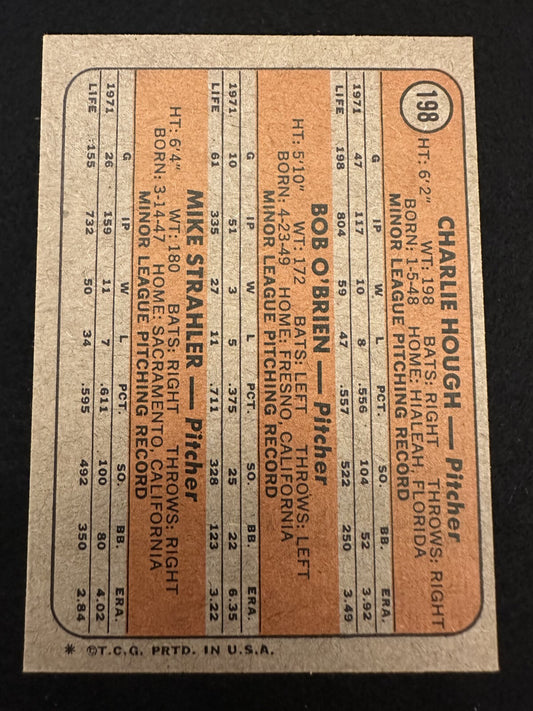 198
CHARLIE HOUGH — Pitcher
HT: 6'2" WT: 198 BATS: RIGHT THROWS: RIGHT
BORN: 1-5-48 HOME: HIALEAH, FLORIDA
MINOR LEAGUE PITCHING RECORD
G IP W L PCT. SO. BB. ERA.
1971 47 117 10 8 .556 104 52 3.92
LIFE 198 804 59 47 .557 522 250 3.49
BOB O'BRIEN — Pitcher
HT: 5'10" WT: 172 BATS: LEFT THROWS: LEFT
BORN: 4-23-49 HOME: FRESNO, CALIFORNIA
MINOR LEAGUE PITCHING RECORD
G IP W L PCT. SO. BB. ERA.
1971 10 51 3 5 .375 25 22 6.35
LIFE 61 335 27 11 .711 328 123 3.22
MIKE STRAHLER — Pitcher
HT: 6'4" WT: 180 BATS: RIGHT THROWS: RIGHT
BORN: 3-14-47 HOME: SACRAMENTO, CALIFORNIA
MINOR LEAGUE PITCHING RECORD
G IP W L PCT. SO. BB. ERA.
1971 26 159 11 7 .611 100 80 4.02
LIFE 155 732 50 34 .595 492 350 2.84
* ©T.C.G. PRTD. IN U.S.A.